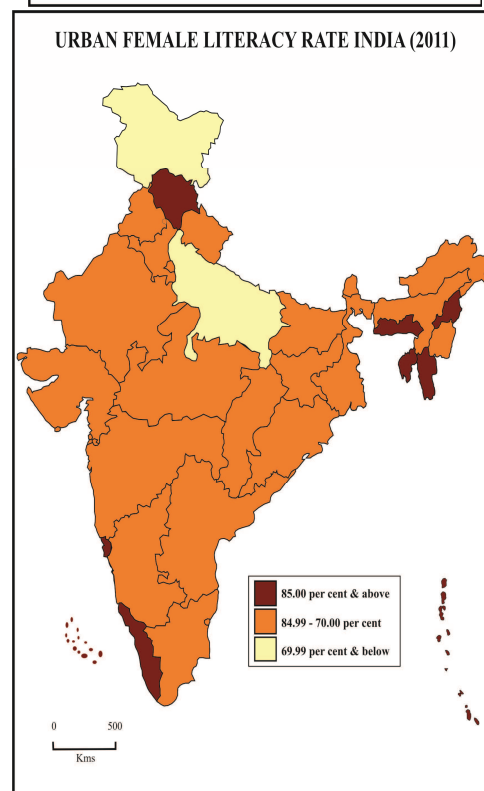 URBAN FEMALE LITERACY RATE INDIA (2011)
85.00 per cent & above
84.99 - 70.00 per cent
69.99 per cent & below
0 500
Kms